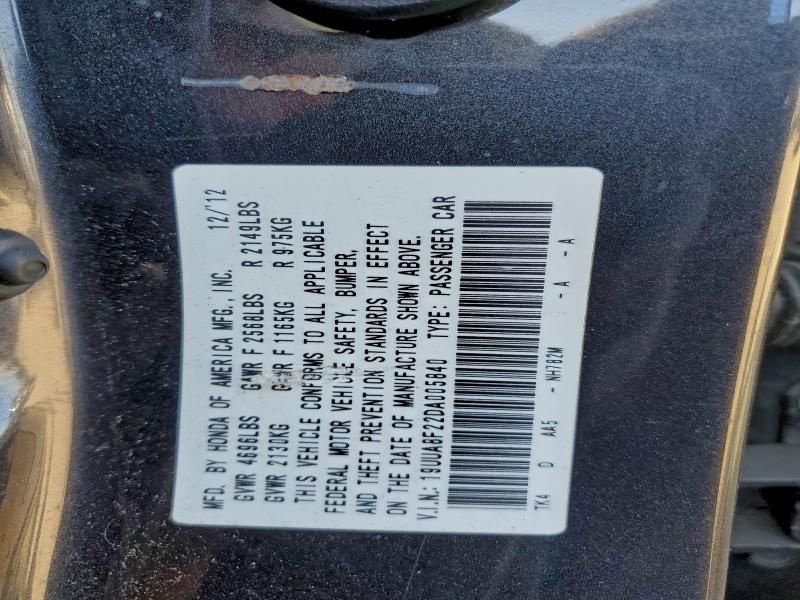 MFD. BY HONDA OF AMERICA MFG., INC. 12/'12
GVWR 4696LBS GAWR F 2568LBS R 2149LBS
GVWR 2131KG GAWR F 1165KG R 975KG
THIS VEHICLE CONFORMS TO ALL APPLICABLE
FEDERAL MOTOR VEHICLE SAFETY, BUMPER,
AND THEFT PREVENTION STANDARDS IN EFFECT
ON THE DATE OF MANUFACTURE SHOWN ABOVE.
V.I.N.: 19UUA8F22DA005840 TYPE: PASSENGER CAR
TK4 D AA5 - NH782M - A - A